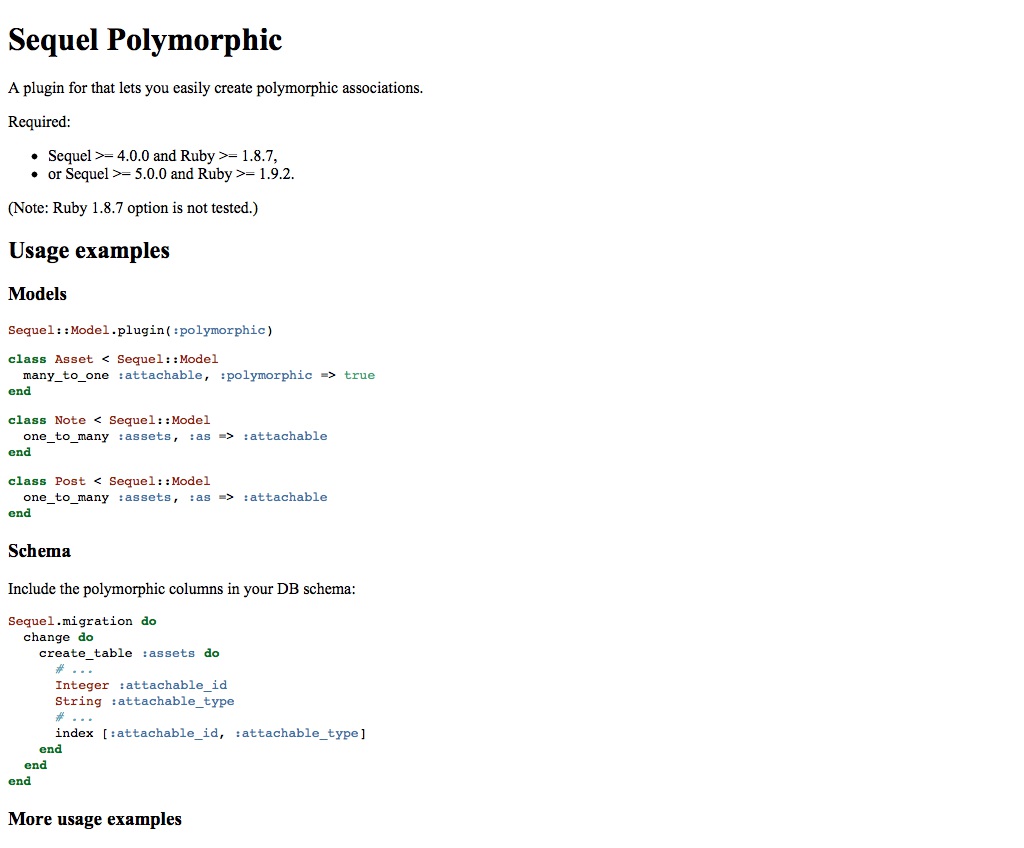 Sequel Polymorphic
A plugin for that lets you easily create polymorphic associations.
Required:
• Sequel >= 4.0.0 and Ruby >= 1.8.7,
• or Sequel >= 5.0.0 and Ruby >= 1.9.2.
(Note: Ruby 1.8.7 option is not tested.)
Usage examples
Models
Sequel::Model.plugin(:polymorphic)
class Asset < Sequel::Model
  many_to_one :attachable, :polymorphic => true
end
class Note < Sequel::Model
  one_to_many :assets, :as => :attachable
end
class Post < Sequel::Model
  one_to_many :assets, :as => :attachable
end
Schema
Include the polymorphic columns in your DB schema:
Sequel.migration do
  change do
    create_table :assets do
      # ...
      Integer :attachable_id
      String :attachable_type
      # ...
      index [:attachable_id, :attachable_type]
    end
  end
end
More usage examples